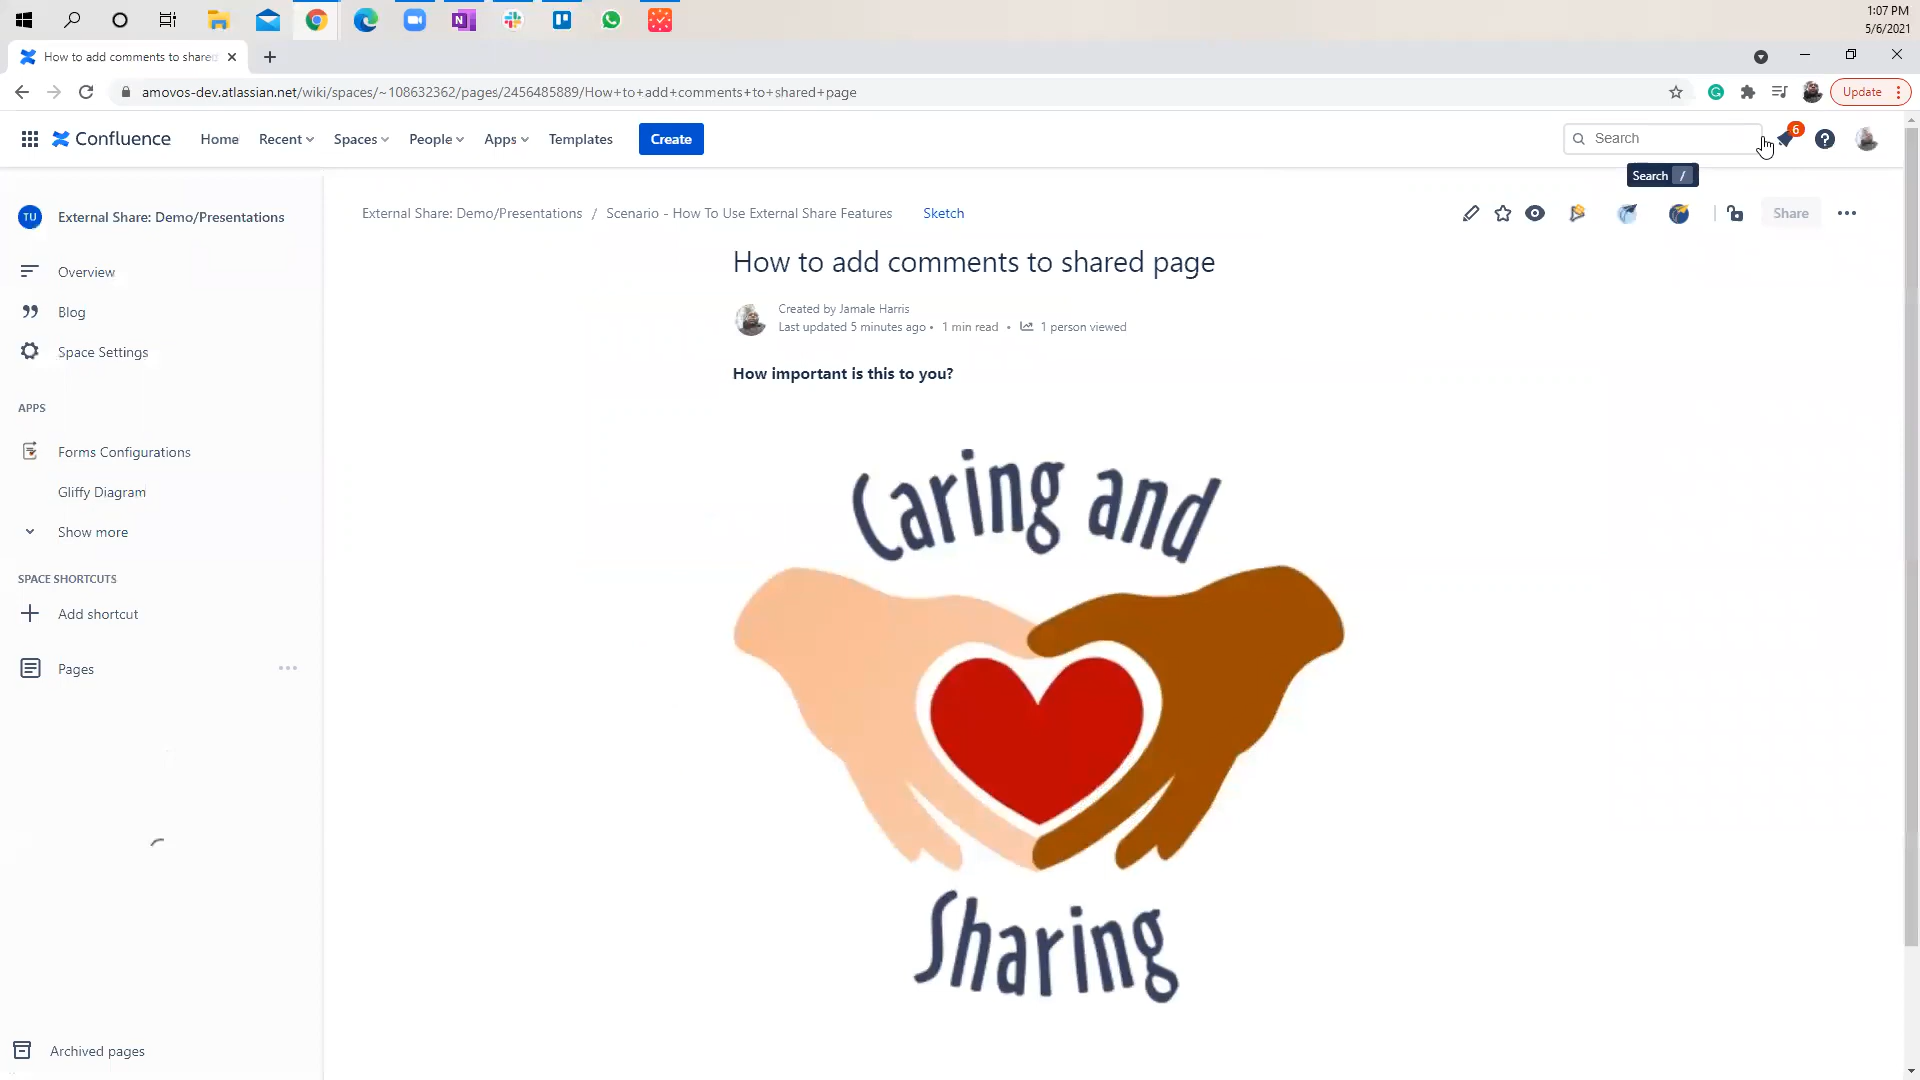 1:07 PM
5/6/2021
How to add comments to shared
amovos-dev.atlassian.net/wiki/spaces/~108632362/pages/2456485889/How+to+add+comments+to+shared+page
Update
Confluence
Home
Recent
Spaces
People
Apps
Templates
Create
Search
6
Search /
TU
External Share: Demo/Presentations
Overview
Blog
Space Settings
APPS
Forms Configurations
Gliffy Diagram
Show more
SPACE SHORTCUTS
Add shortcut
Pages
Archived pages
External Share: Demo/Presentations / Scenario - How To Use External Share Features
Sketch
Share
How to add comments to shared page
Created by Jamale Harris
Last updated 5 minutes ago • 1 min read • 1 person viewed
How important is this to you?
Caring and
Sharing